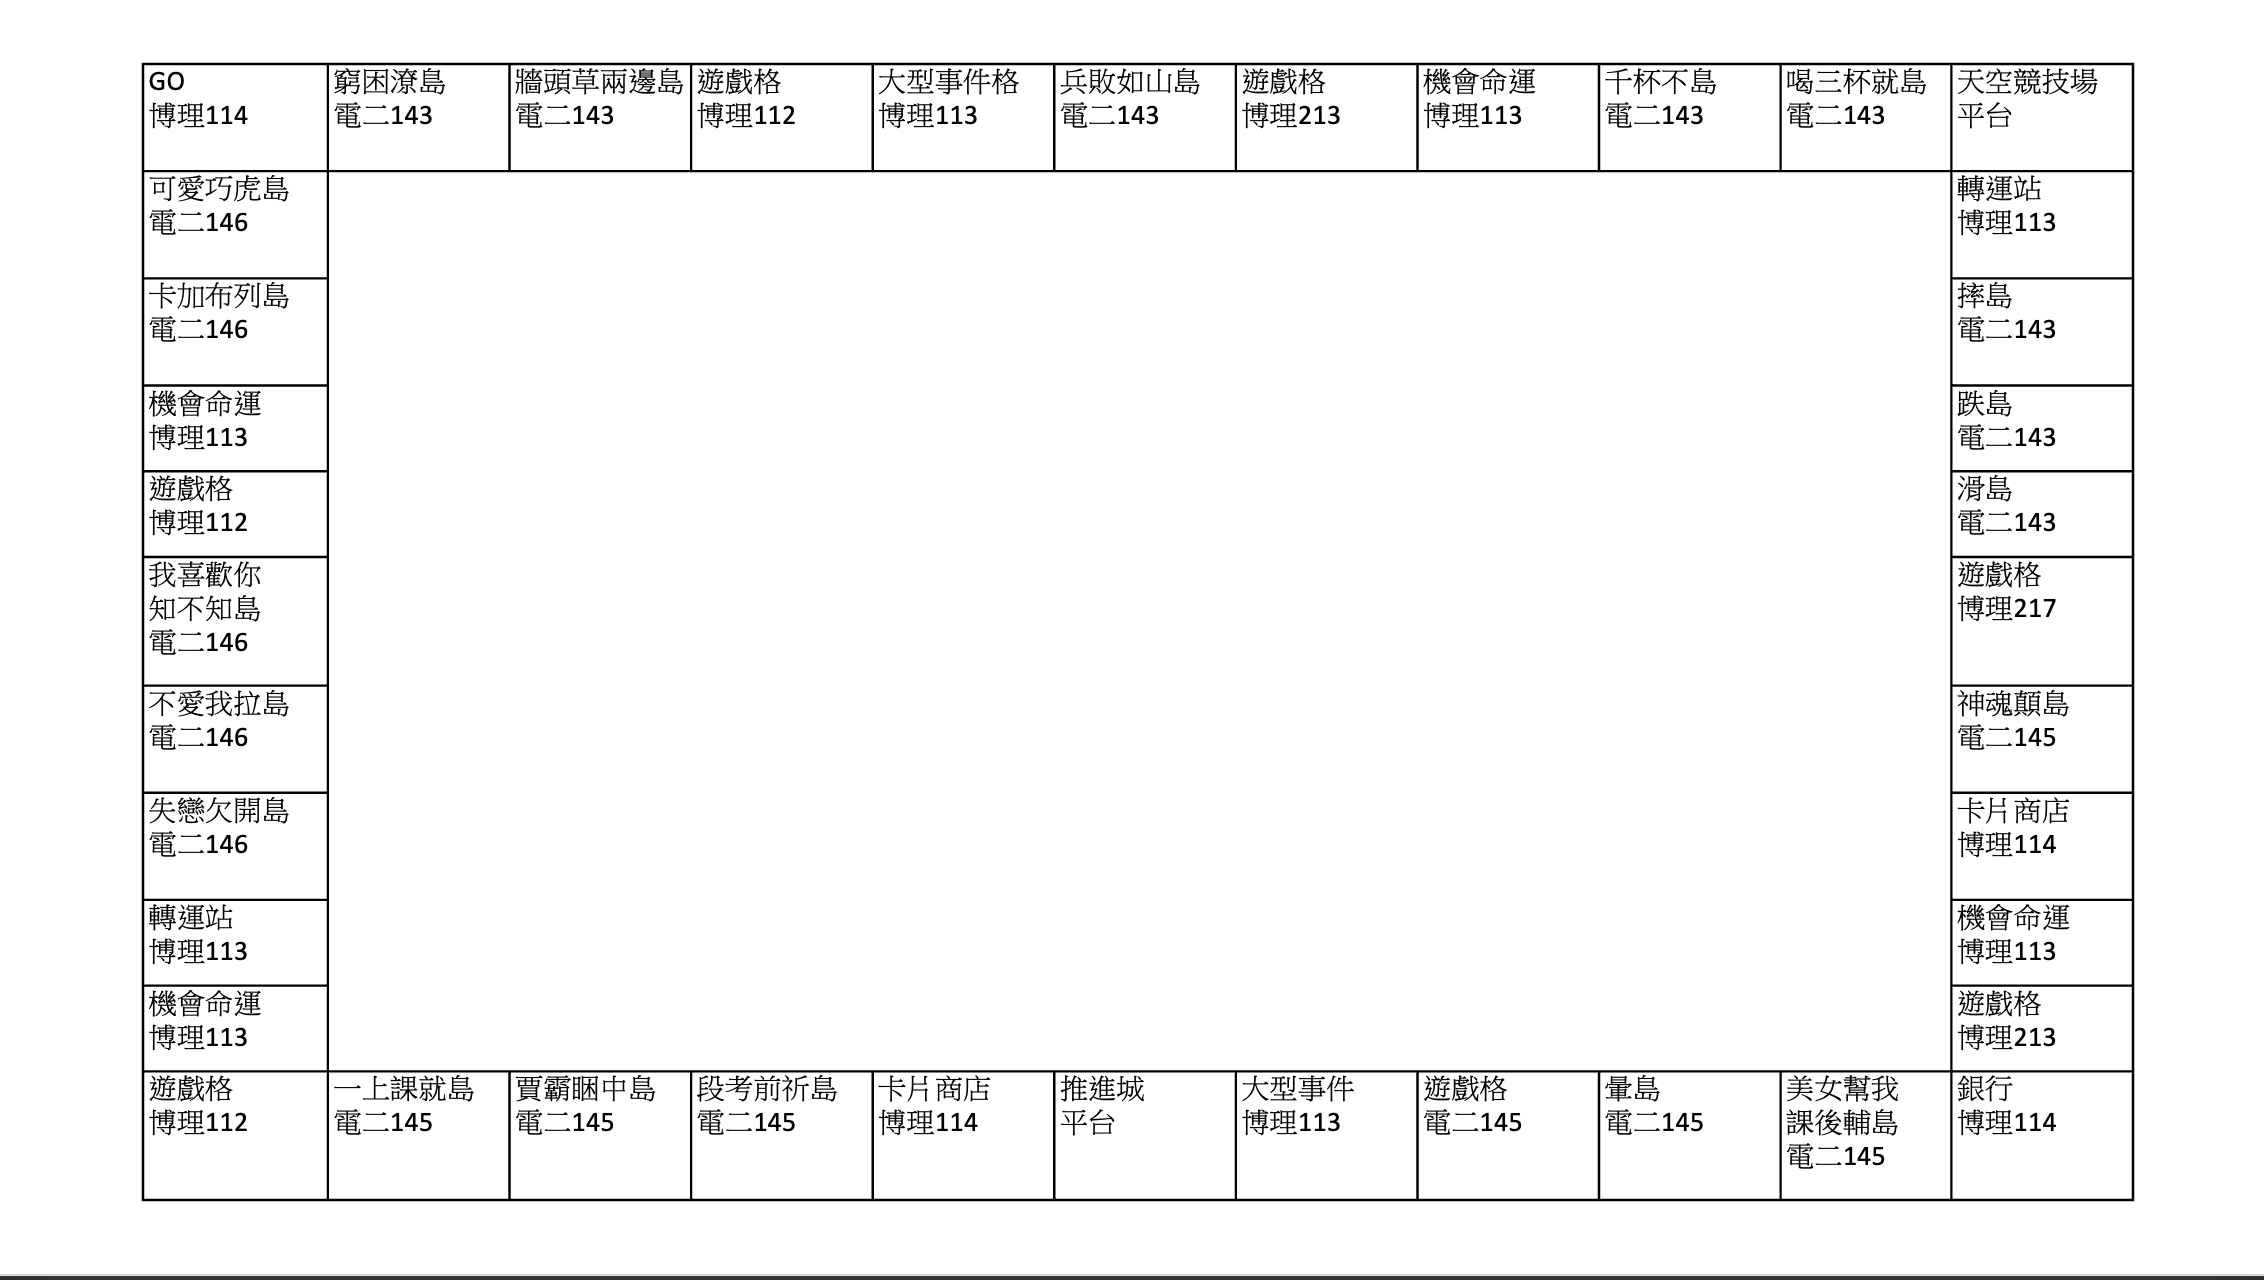 GO
博理114
窮困潦島
電二143
牆頭草兩邊島
電二143
遊戲格
博理112
大型事件格
博理113
兵敗如山島
電二143
遊戲格
博理213
機會命運
博理113
千杯不島
電二143
喝三杯就島
電二143
天空競技場
平台
可愛巧虎島
電二146
轉運站
博理113
卡加布列島
電二146
摔島
電二143
機會命運
博理113
跌島
電二143
遊戲格
博理112
滑島
電二143
我喜歡你
知不知島
電二146
遊戲格
博理217
不愛我拉島
電二146
神魂顛島
電二145
失戀欠開島
電二146
卡片商店
博理114
轉運站
博理113
機會命運
博理113
機會命運
博理113
遊戲格
博理213
遊戲格
博理112
一上課就島
電二145
賈霸睏中島
電二145
段考前祈島
電二145
卡片商店
博理114
推進城
平台
大型事件
博理113
遊戲格
電二145
暈島
電二145
美女幫我
課後輔島
電二145
銀行
博理114